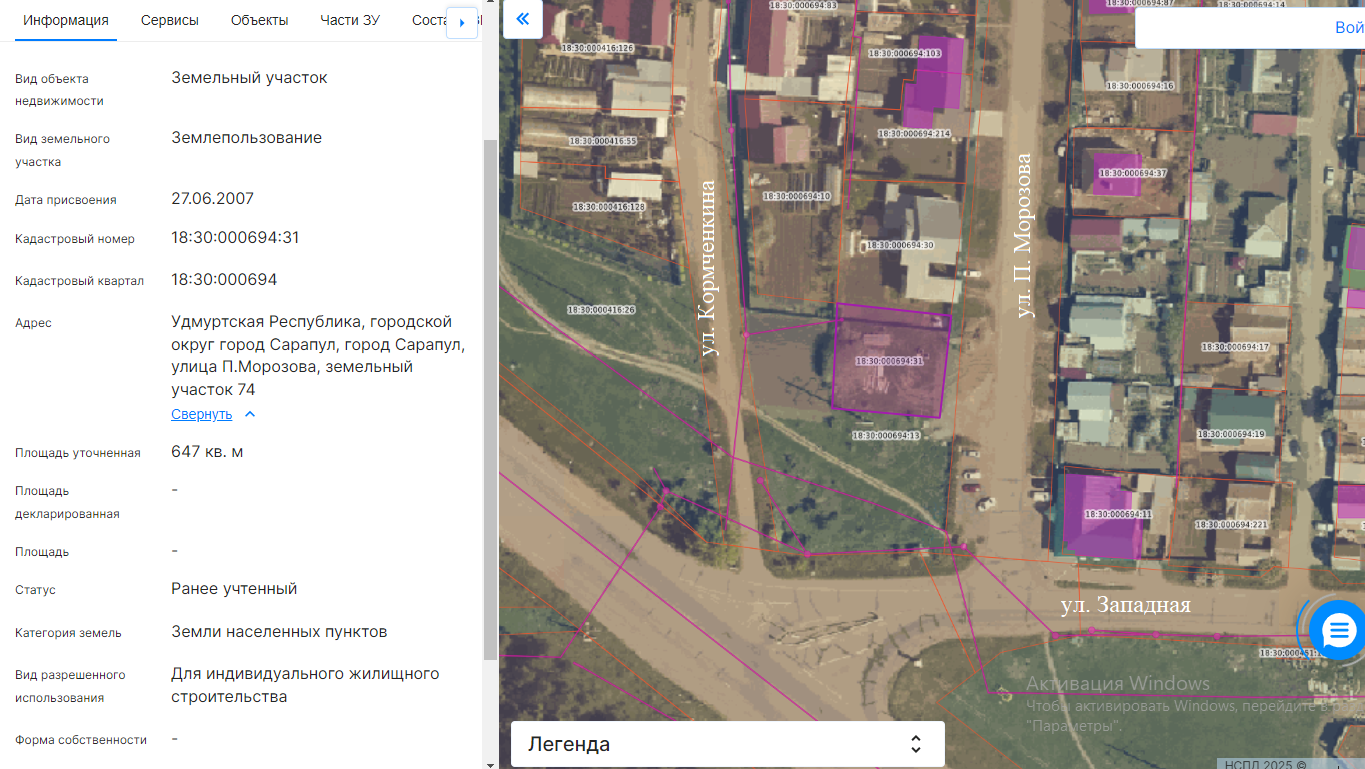 Информация
Сервисы
Объекты
Части ЗУ
Вид объекта
недвижимости
Земельный участок
Вид земельного
участка
Землепользование
Дата присвоения
27.06.2007
Кадастровый номер
18:30:000694:31
Кадастровый квартал
18:30:000694
Адрес
Удмуртская Республика, городской
округ город Сарапул, город Сарапул,
улица П.Морозова, земельный
участок 74
Свернуть
Площадь уточненная
647 кв. м
Площадь
декларированная
-
Площадь
-
Статус
Ранее учтенный
Категория земель
Земли населенных пунктов
Вид разрешенного
использования
Для индивидуального жилищного
строительства
Форма собственности
-
18:30:000694:83
18:30:000694:87
18:30:000694:14
Вой
18:30:000416:126
18:30:000694:103
18:30:000694:16
18:30:000416:55
18:30:000694:214
18:30:000694:37
18:30:000416:128
18:30:000694:10
18:30:000694:30
ул. Кормченкина
ул. П. Морозова
18:30:000416:26
18:30:000694:31
18:30:000694:17
18:30:000694:13
18:30:000694:19
18:30:000694:11
18:30:000694:221
ул. Западная
Активация Windows
Чтобы активировать Windows, перейдите в
"Параметры".
Легенда
НСПД 2025 ©